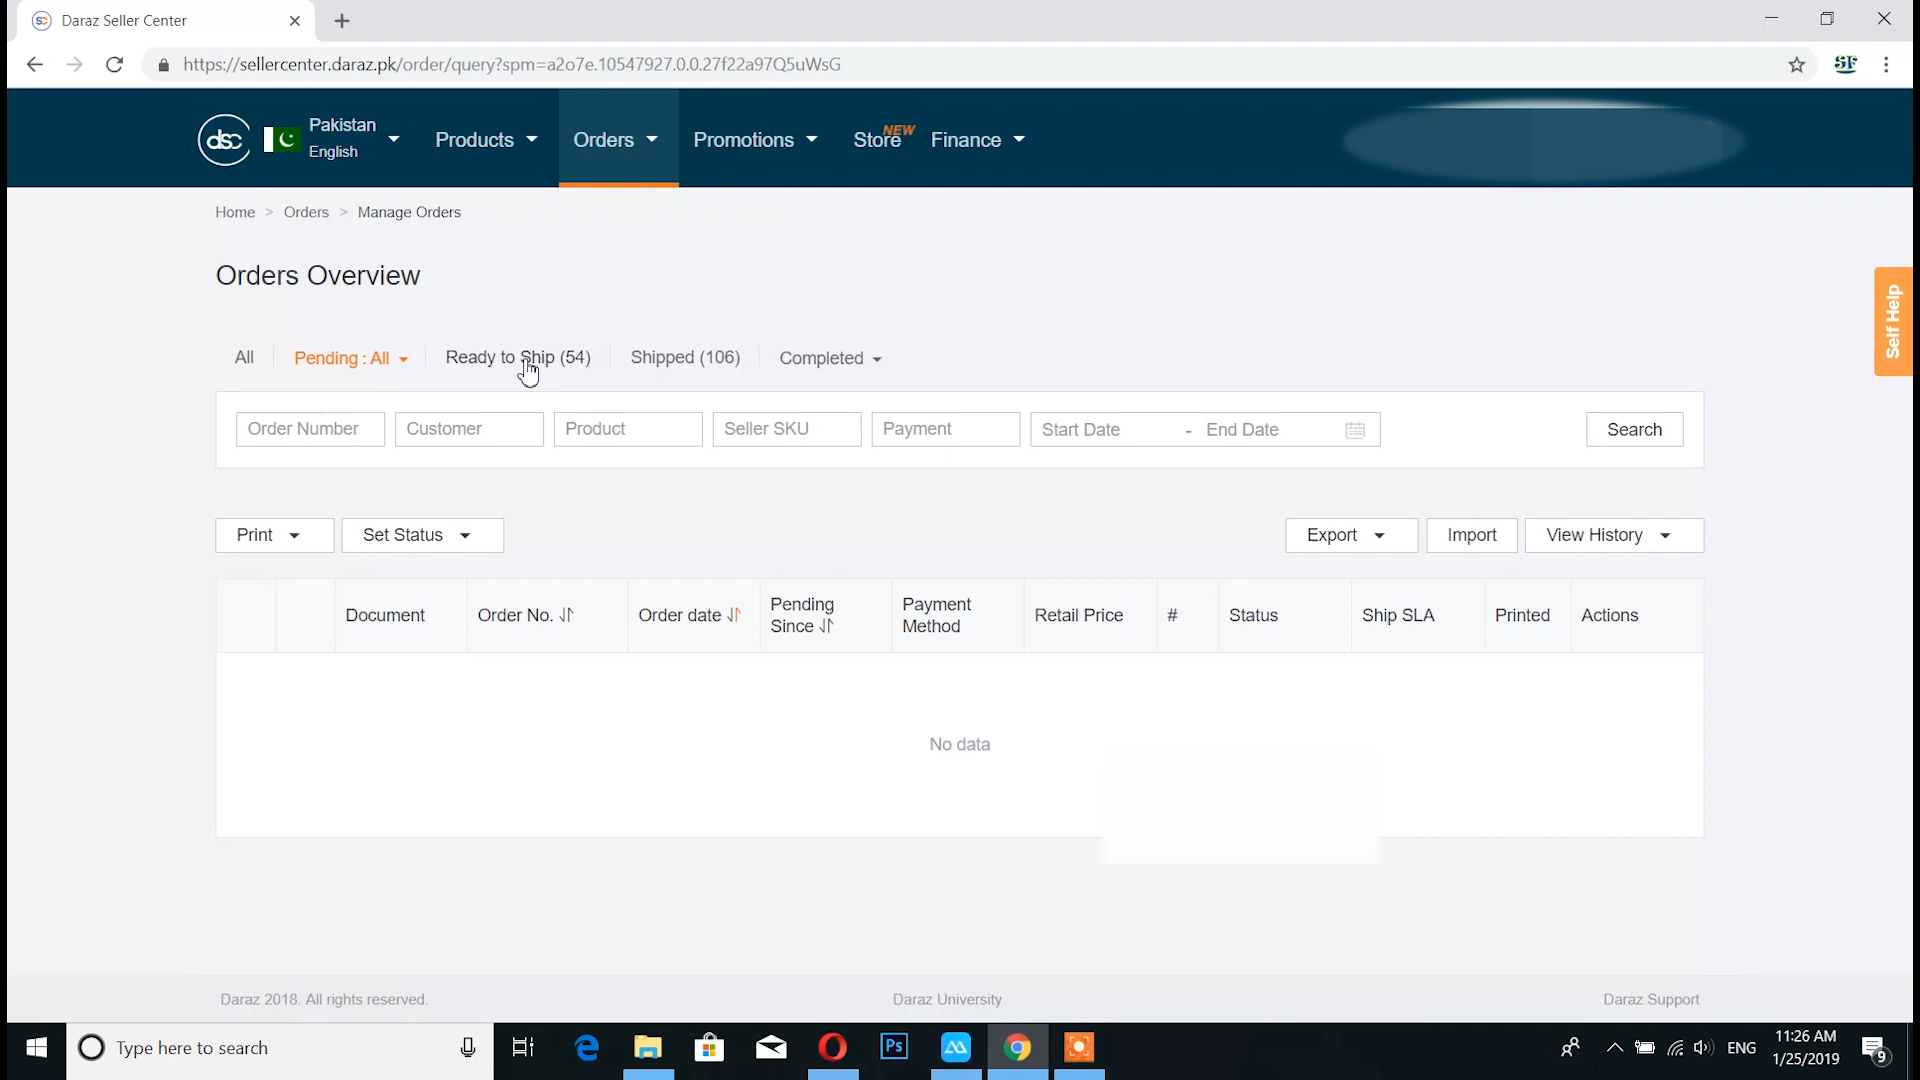 Daraz Seller Center
https://sellercenter.daraz.pk/order/query?spm=a2o7e.10547927.0.0.27f22a97Q5uWsG
SF
dsc
Pakistan
English
Products
Orders
Promotions
Store NEW
Finance
Home > Orders > Manage Orders
Orders Overview
Self Help
All
Pending : All
Ready to Ship (54)
Shipped (106)
Completed
Order Number
Customer
Product
Seller SKU
Payment
Start Date - End Date
Search
Print
Set Status
Export
Import
View History
Document
Order No.
Order date
Pending
Since
Payment
Method
Retail Price
#
Status
Ship SLA
Printed
Actions
No data
Daraz 2018. All rights reserved.
Daraz University
Daraz Support
Type here to search
Ps
ENG
11:26 AM
1/25/2019
9